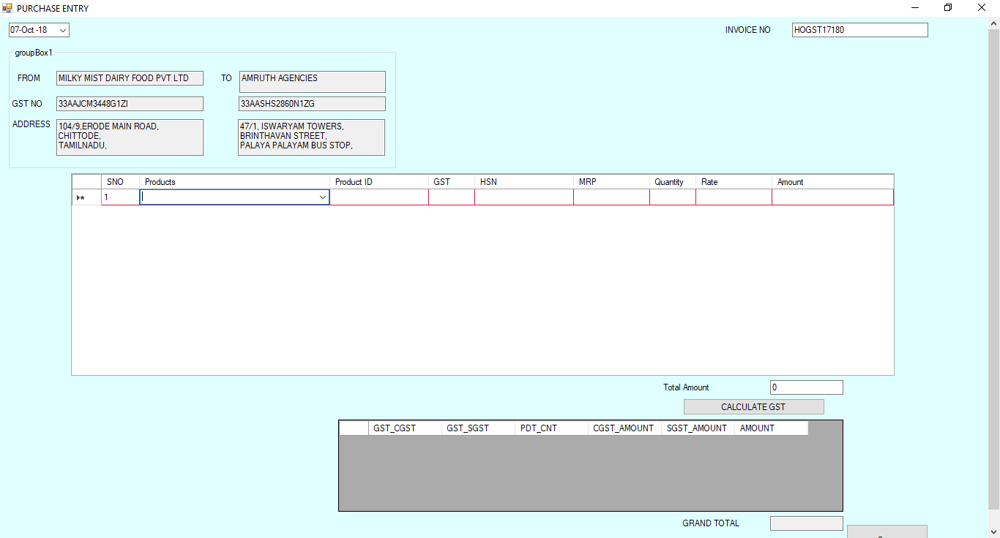 PURCHASE ENTRY
07-Oct -18
INVOICE NO HOGST17180
groupBox1
FROM MILKY MIST DAIRY FOOD PVT LTD TO AMRUTH AGENCIES
GST NO 33AAJCM3448G1ZI 33AASHS2860N1ZG
ADDRESS 104/9,ERODE MAIN ROAD, 47/1, ISWARYAM TOWERS,
CHITTODE, BRINTHAVAN STREET,
TAMILNADU, PALAYA PALAYAM BUS STOP,
SNO Products Product ID GST HSN MRP Quantity Rate Amount
1
Total Amount 0
CALCULATE GST
GST_CGST GST_SGST PDT_CNT CGST_AMOUNT SGST_AMOUNT AMOUNT
GRAND TOTAL